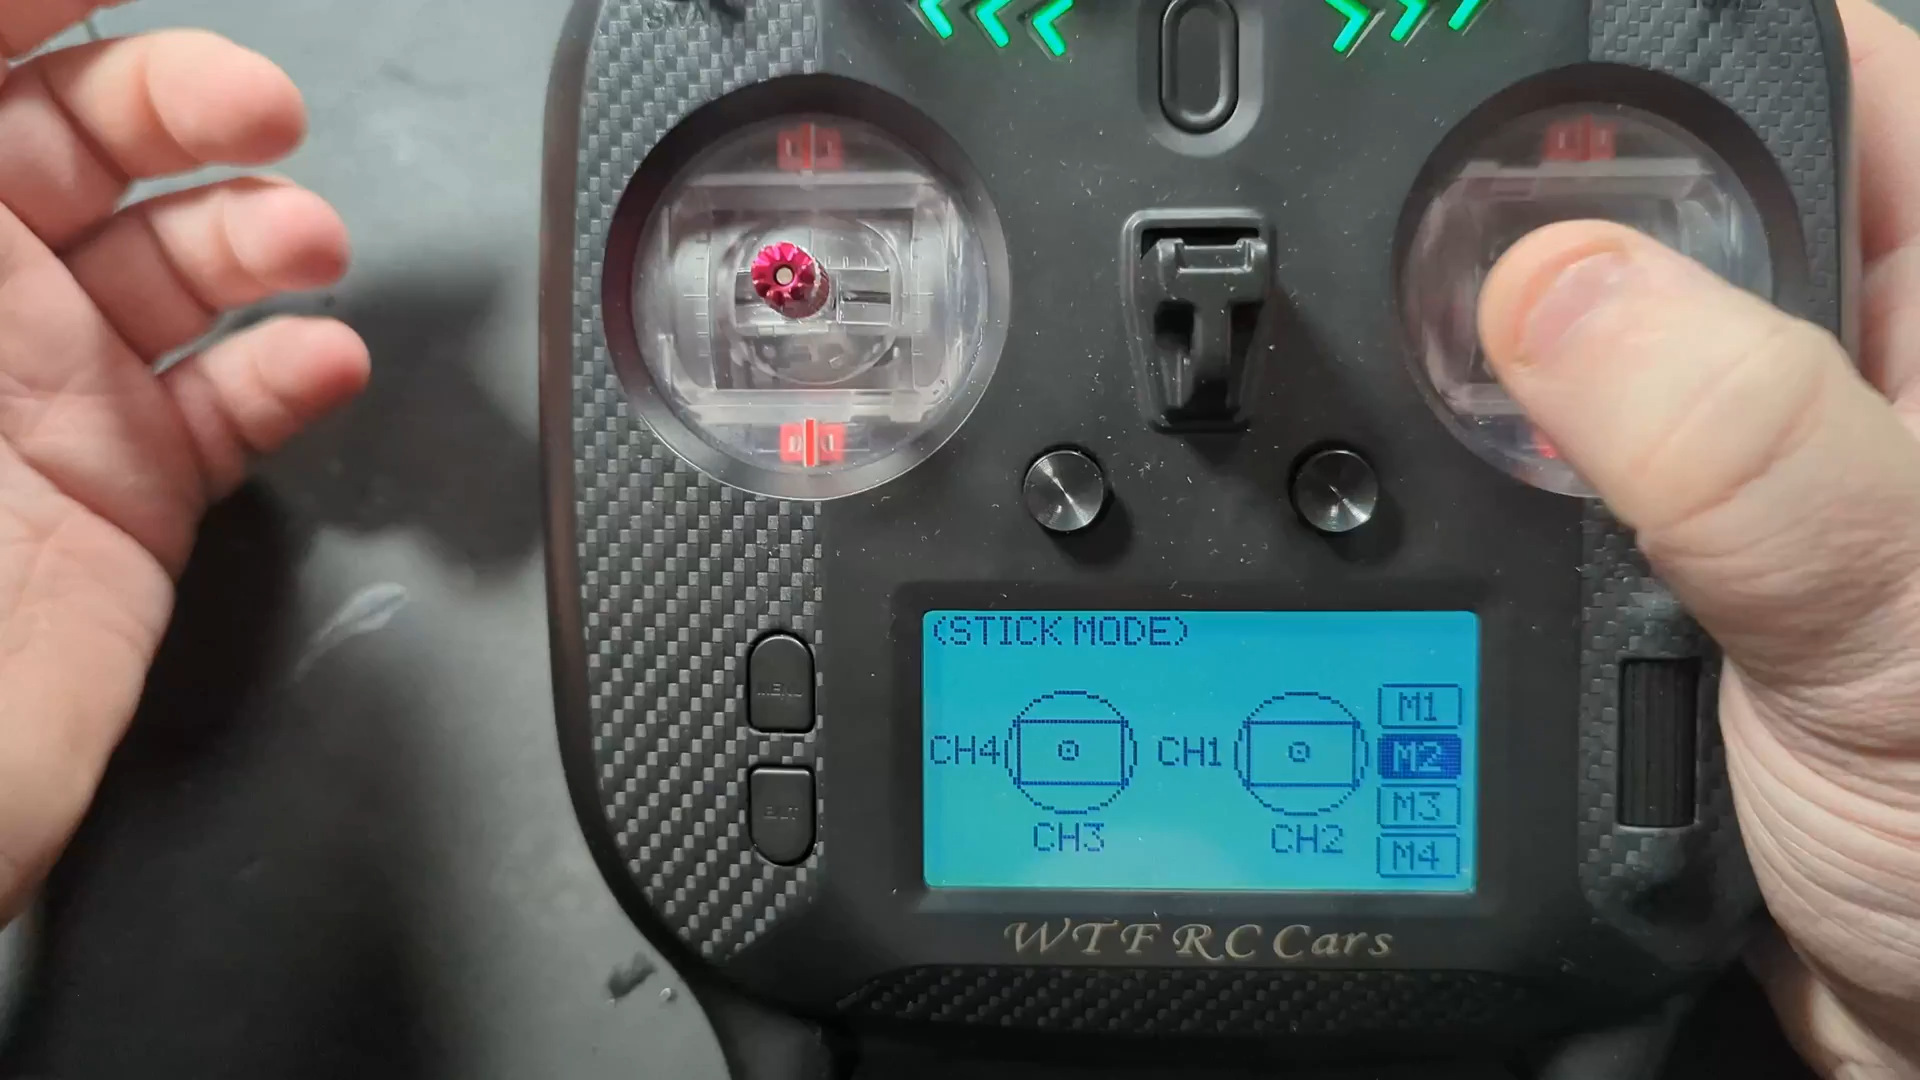 (STICK MODE)
M1
CH4 CH1 M2
M3
CH3 CH2
M4
WTF RC Cars